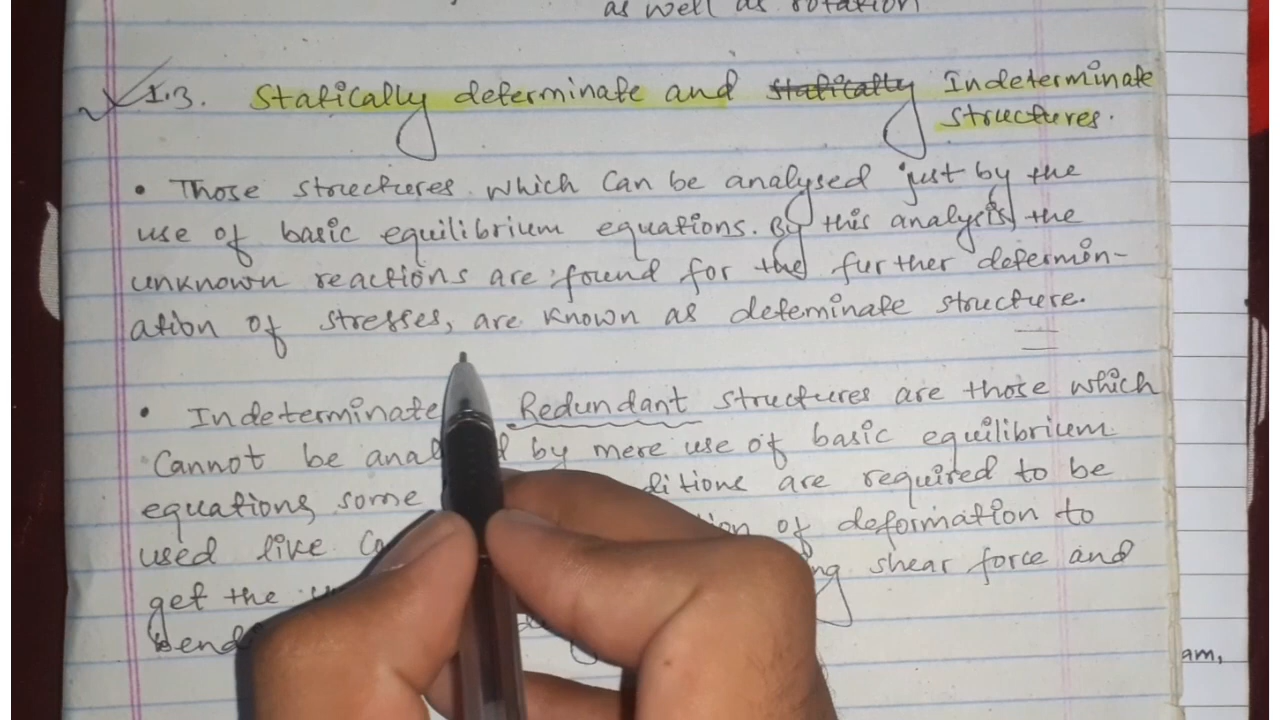 as well as rotation
1.3. Statically determinate and statically Indeterminate
structures.
• Those structures which can be analysed just by the
use of basic equilibrium equations. By this analysis, the
unknown reactions are found for the further determin-
ation of stresses, are known as deteminate structure.
• Indeterminate Redundant structures are those which
Cannot be by mere use of basic equilibrium
equations, some are required to be
used like of deformation to
get the shear force and
am,